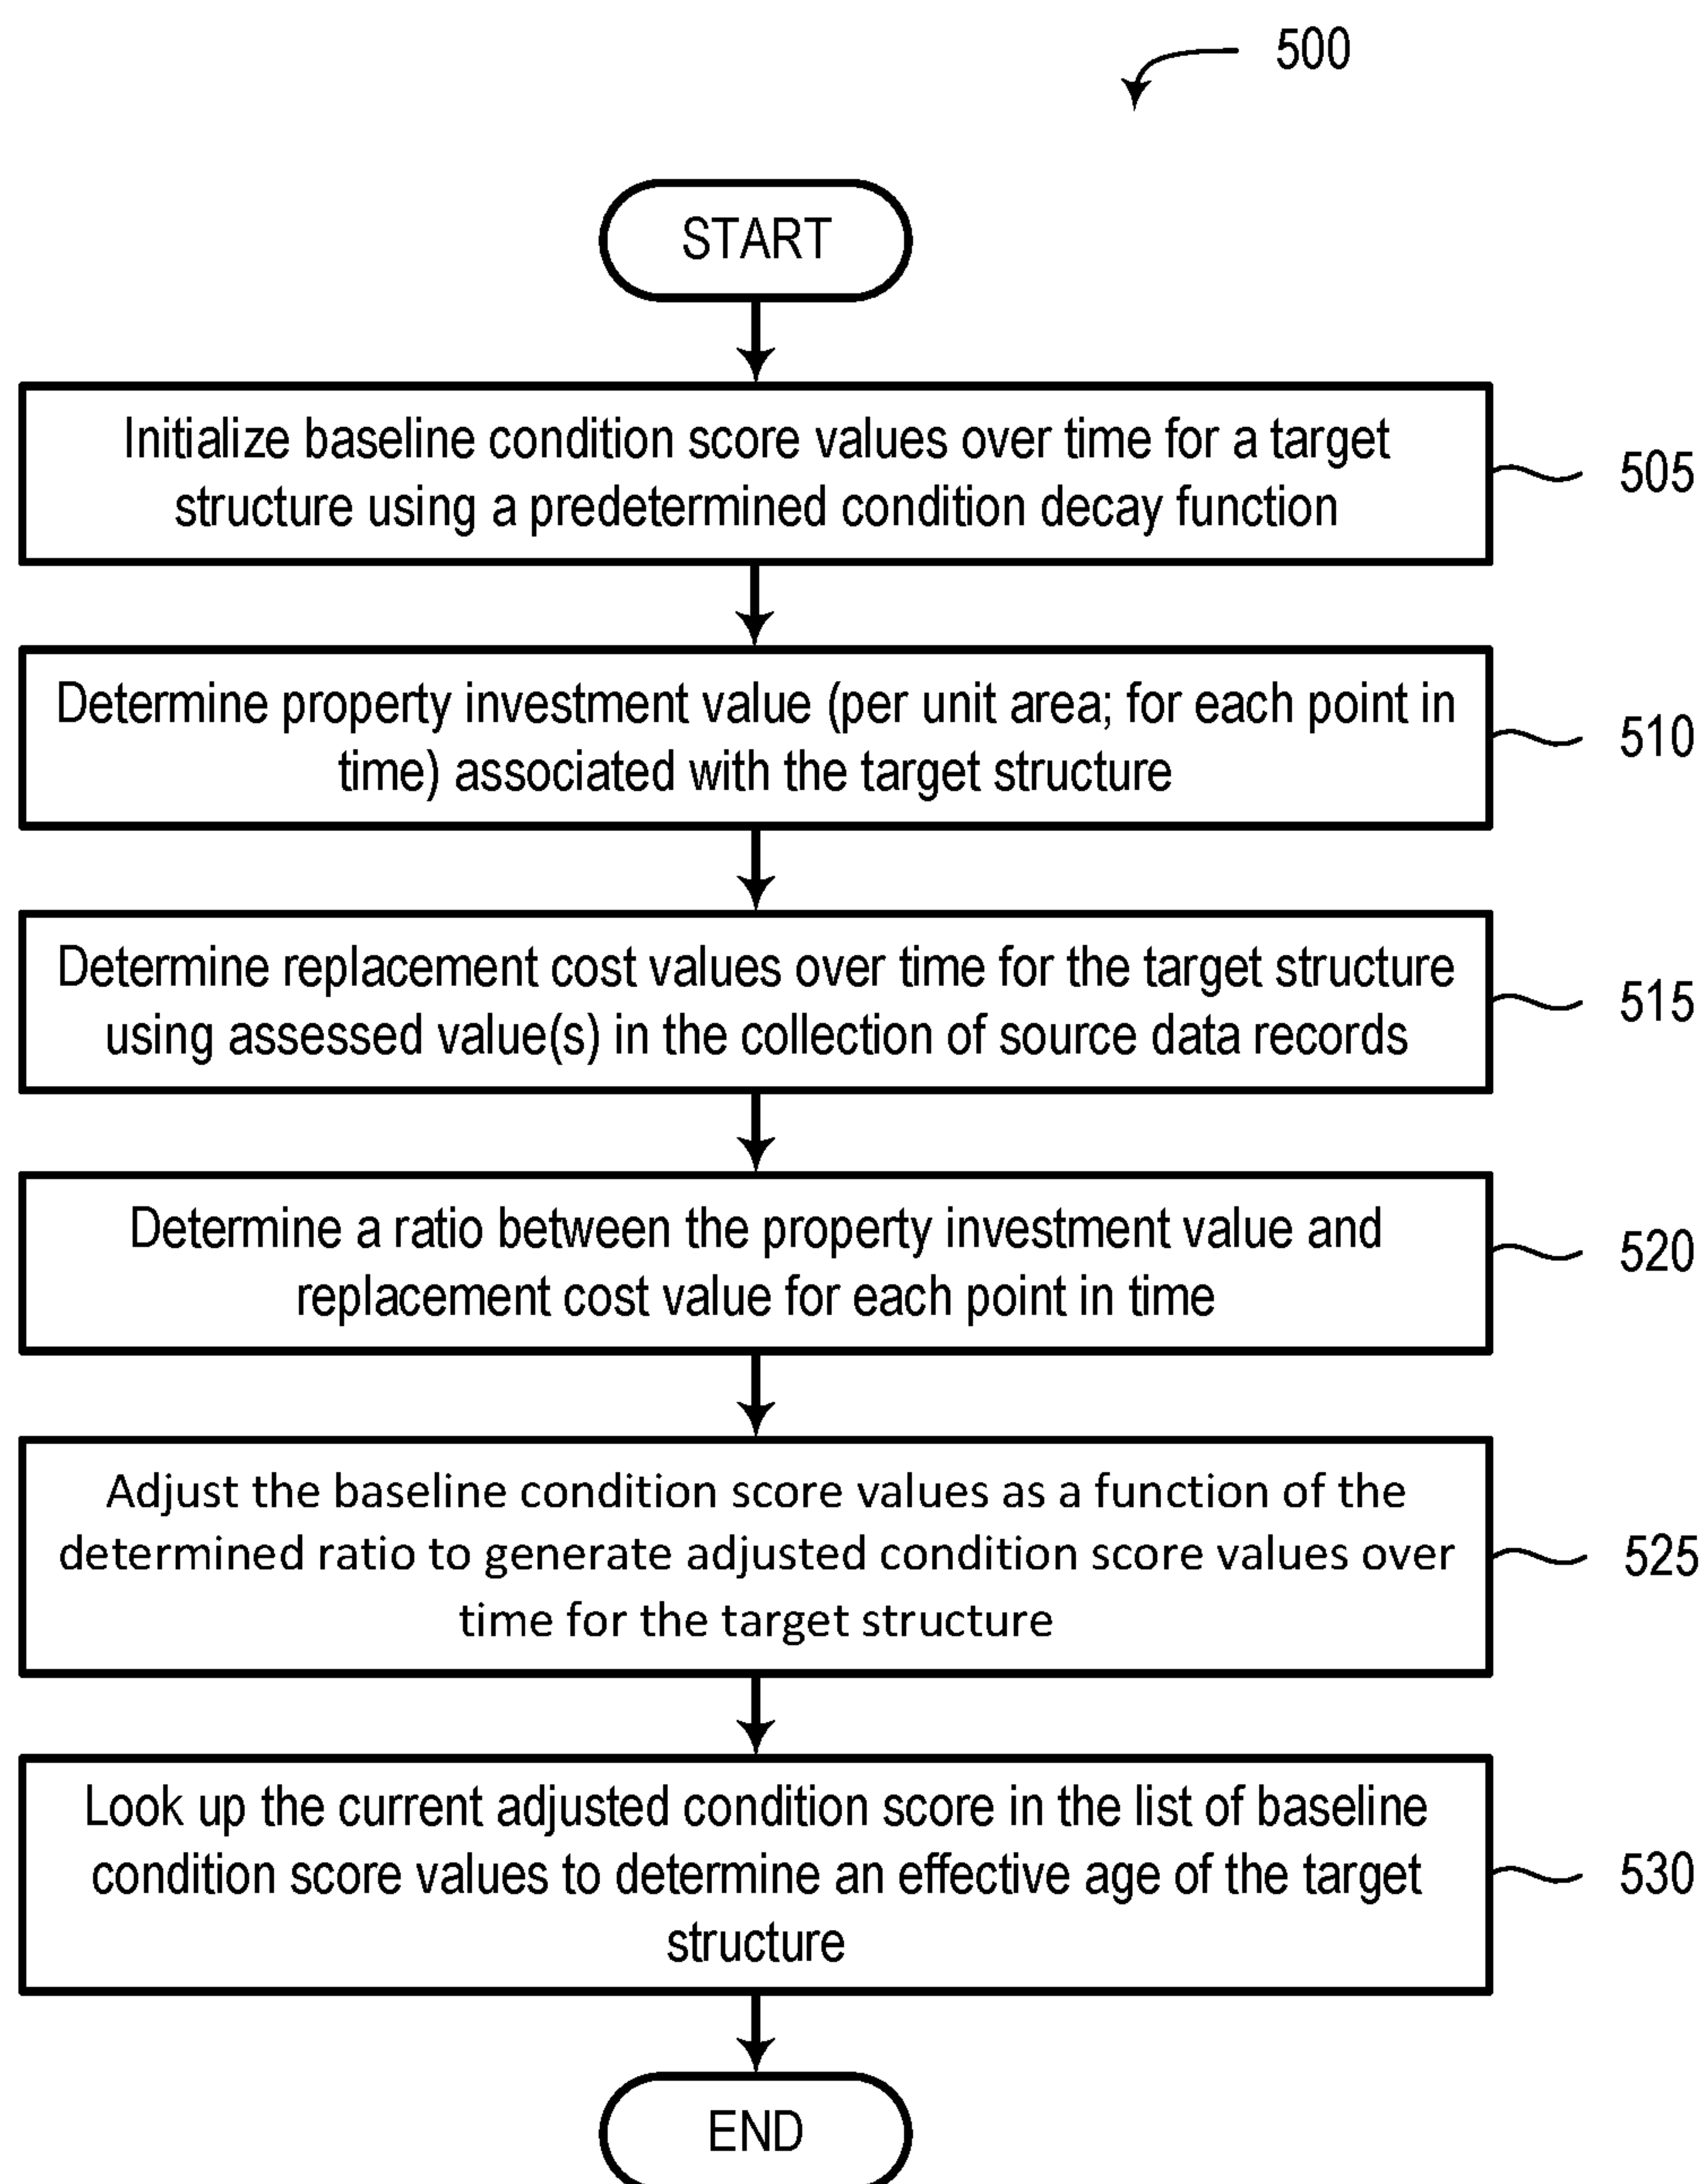 500
START
Initialize baseline condition score values over time for a target
structure using a predetermined condition decay function
505
Determine property investment value (per unit area; for each point in
time) associated with the target structure
510
Determine replacement cost values over time for the target structure
using assessed value(s) in the collection of source data records
515
Determine a ratio between the property investment value and
replacement cost value for each point in time
520
Adjust the baseline condition score values as a function of the
determined ratio to generate adjusted condition score values over
time for the target structure
525
Look up the current adjusted condition score in the list of baseline
condition score values to determine an effective age of the target
structure
530
END